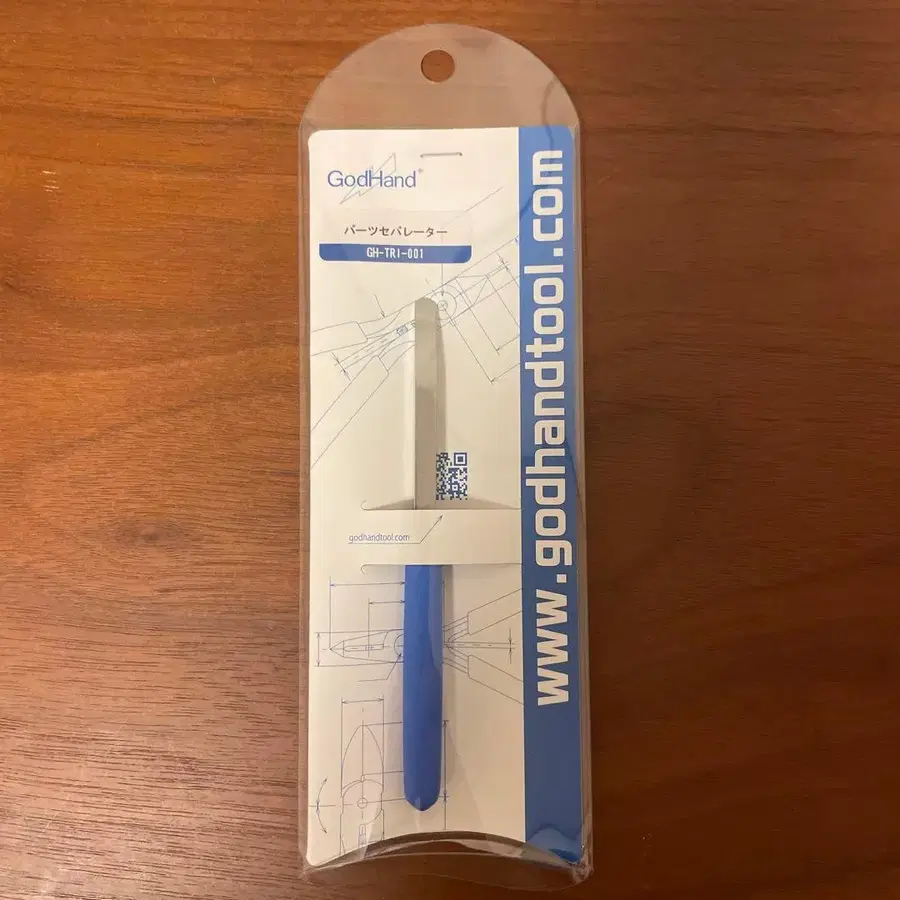 GodHand®
パーツセパレーター
GH-TRI-001
godhandtool.com
www.godhandtool.com